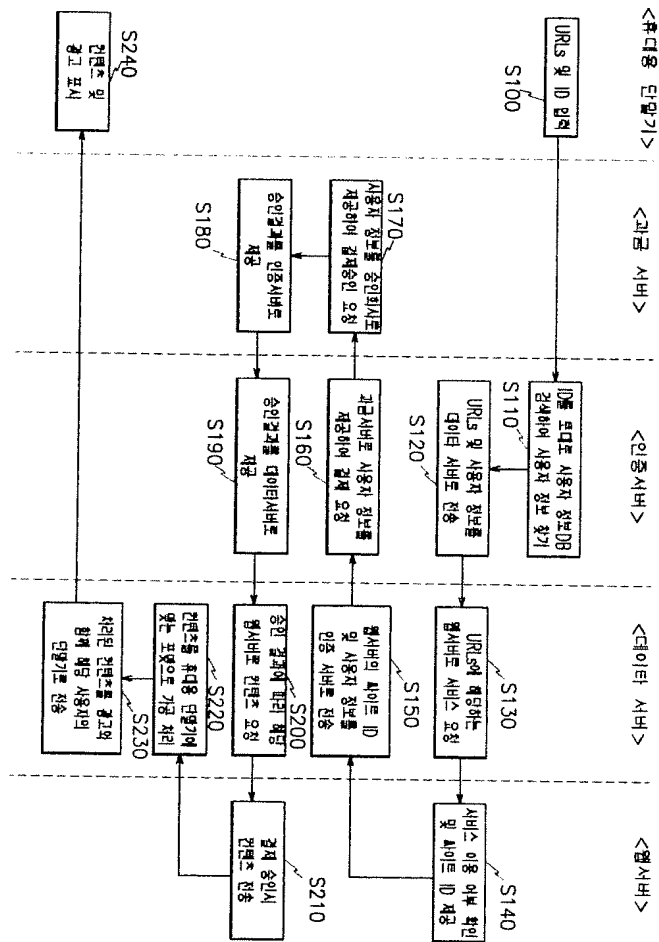 <휴대용 단말기>
<과금 서버>
<인증서버>
<데이타 서버>
<웹서버>
URLs 및 ID 입력
S100
ID를 토대로 사용자 정보DB
검색하여 사용자 정보 찾기
S110
URLs 및 사용자 정보를
데이타 서버로 전송
S120
URLs에 해당하는
웹서버로 서비스 요청
S130
서비스 이용 여부 확인
및 싸이트 ID 제공
S140
웹서버의 싸이트 ID
및 사용자 정보를
인증 서버로 전송
S150
과금서버로 사용자 정보를
제공하여 결제 요청
S160
사용자 정보를 승인회사로
제공하여 결제승인 요청
S170
승인결과를 인증서버로
제공
S180
승인결과를 데이타서버로
제공
S190
승인 결과에 따라 해당
웹서버로 컨텐츠 요청
S200
결제 승인시
컨텐츠 전송
S210
컨텐츠를 휴대용 단말기에
맞는 포맷으로 가공 처리
S220
처리된 컨텐츠를 광고와
함께 해당 사용자의
단말기로 전송
S230
컨텐츠 및
광고 표시
S240